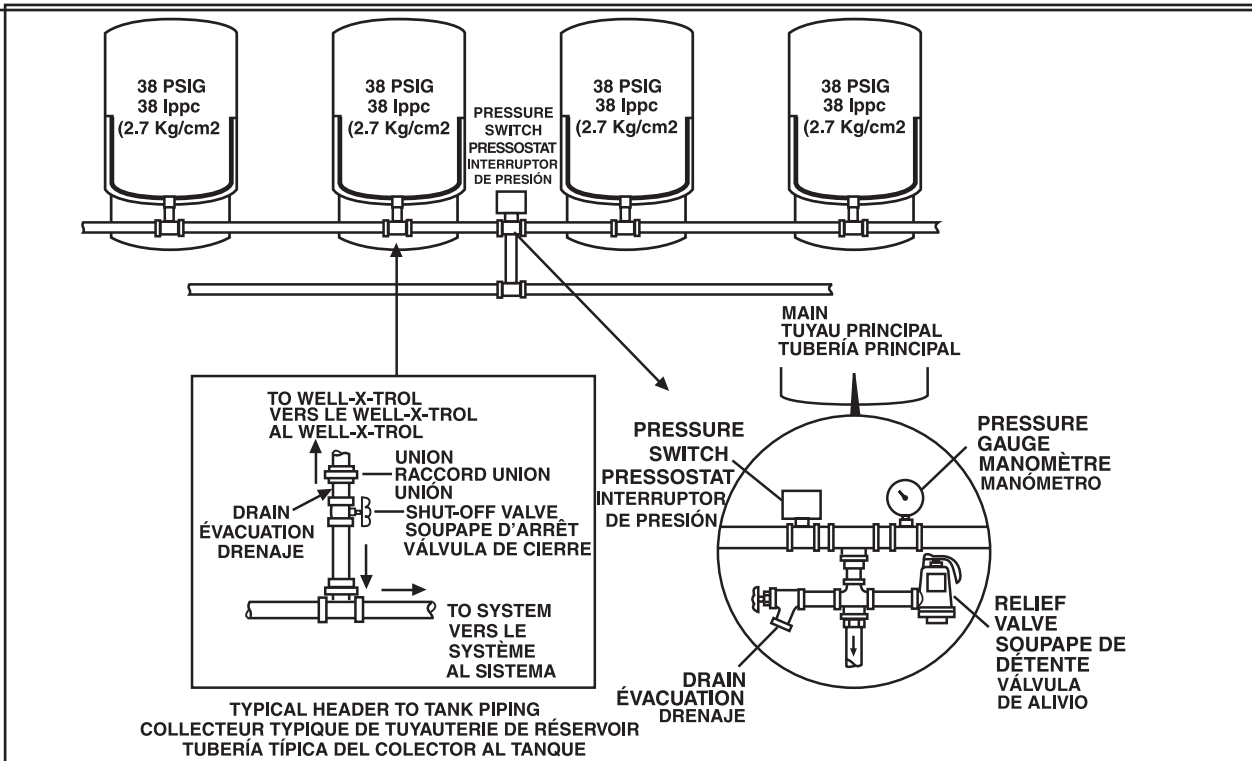 38 PSIG
38 lppc
(2.7 Kg/cm2
38 PSIG
38 lppc
(2.7 Kg/cm2
PRESSURE
SWITCH
PRESSOSTAT
INTERRUPTOR
DE PRESIÓN
38 PSIG
38 lppc
(2.7 Kg/cm2
38 PSIG
38 lppc
(2.7 Kg/cm2
TO WELL-X-TROL
VERS LE WELL-X-TROL
AL WELL-X-TROL
UNION
RACCORD UNION
UNIÓN
DRAIN
ÉVACUATION
DRENAJE
SHUT-OFF VALVE
SOUPAPE D'ARRÊT
VÁLVULA DE CIERRE
TO SYSTEM
VERS LE
SYSTÈME
AL SISTEMA
TYPICAL HEADER TO TANK PIPING
COLLECTEUR TYPIQUE DE TUYAUTERIE DE RÉSERVOIR
TUBERÍA TÍPICA DEL COLECTOR AL TANQUE
MAIN
TUYAU PRINCIPAL
TUBERÍA PRINCIPAL
PRESSURE
SWITCH
PRESSOSTAT
INTERRUPTOR
DE PRESIÓN
PRESSURE
GAUGE
MANOMÈTRE
MANÓMETRO
DRAIN
ÉVACUATION
DRENAJE
RELIEF
VALVE
SOUPAPE DE
DÉTENTE
VÁLVULA
DE ALIVIO